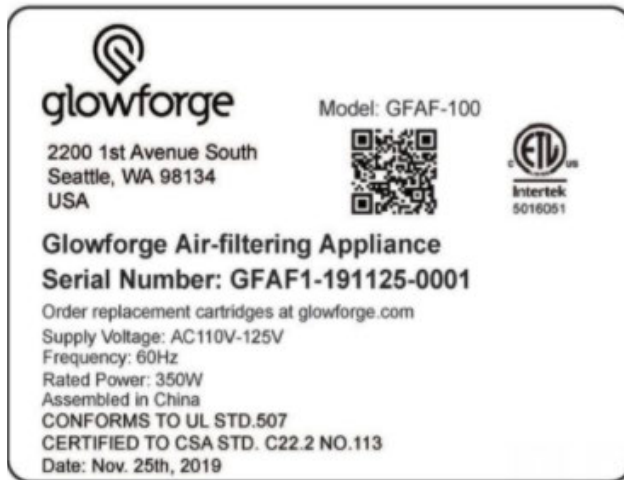 glowforge
Model: GFAF-100
2200 1st Avenue South
Seattle, WA 98134
USA
C ETL US
Intertek
5016051
Glowforge Air-filtering Appliance
Serial Number: GFAF1-191125-0001
Order replacement cartridges at glowforge.com
Supply Voltage: AC110V-125V
Frequency: 60Hz
Rated Power: 350W
Assembled in China
CONFORMS TO UL STD.507
CERTIFIED TO CSA STD. C22.2 NO.113
Date: Nov. 25th, 2019